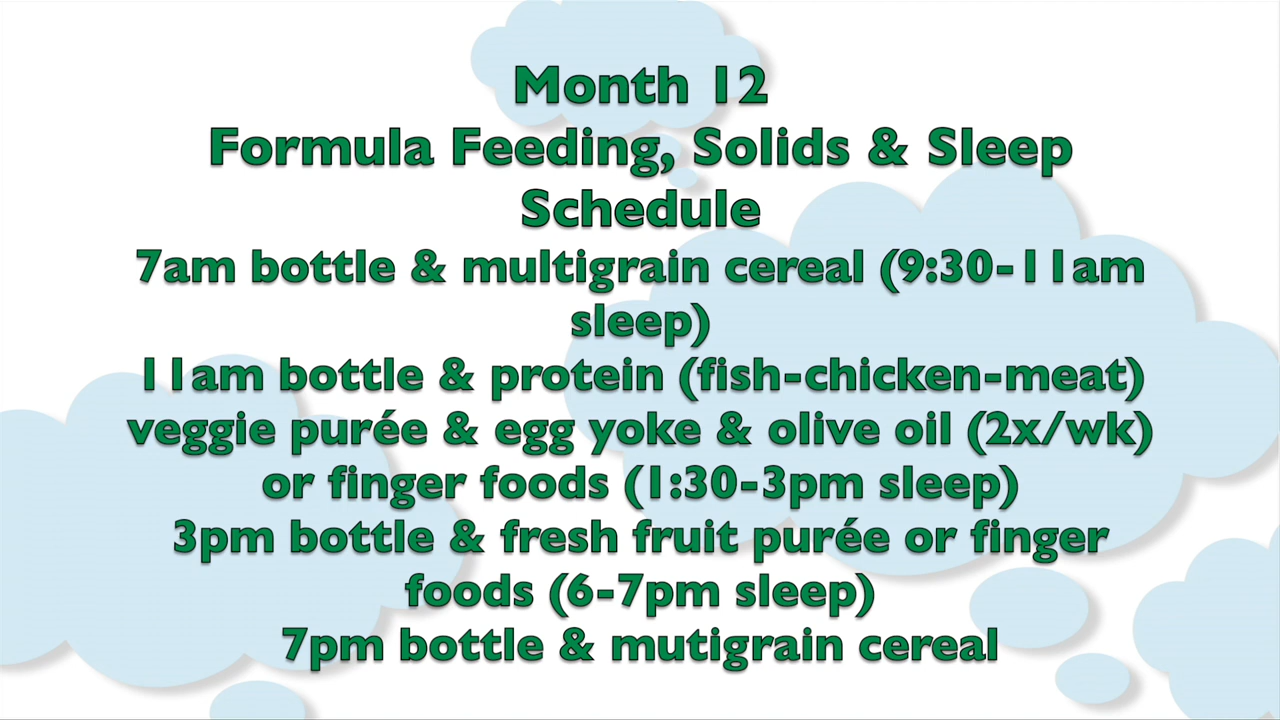 Month 12
Formula Feeding, Solids & Sleep
Schedule
7am bottle & multigrain cereal (9:30-11am
sleep)
11am bottle & protein (fish-chicken-meat)
veggie purée & egg yoke & olive oil (2x/wk)
or finger foods (1:30-3pm sleep)
3pm bottle & fresh fruit purée or finger
foods (6-7pm sleep)
7pm bottle & mutigrain cereal